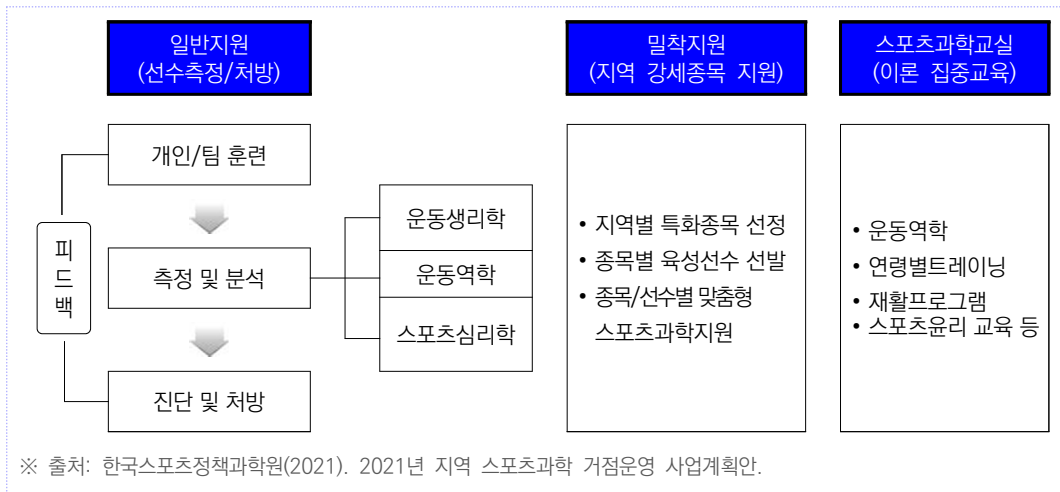 일반지원
(선수측정/처방)
개인/팀 훈련
피
드
백
측정 및 분석
진단 및 처방
운동생리학
운동역학
스포츠심리학
밀착지원
(지역 강세종목 지원)
• 지역별 특화종목 선정
• 종목별 육성선수 선발
• 종목/선수별 맞춤형
스포츠과학지원
스포츠과학교실
(이론 집중교육)
• 운동역학
• 연령별트레이닝
• 재활프로그램
• 스포츠윤리 교육 등
※ 출처: 한국스포츠정책과학원(2021). 2021년 지역 스포츠과학 거점운영 사업계획안.